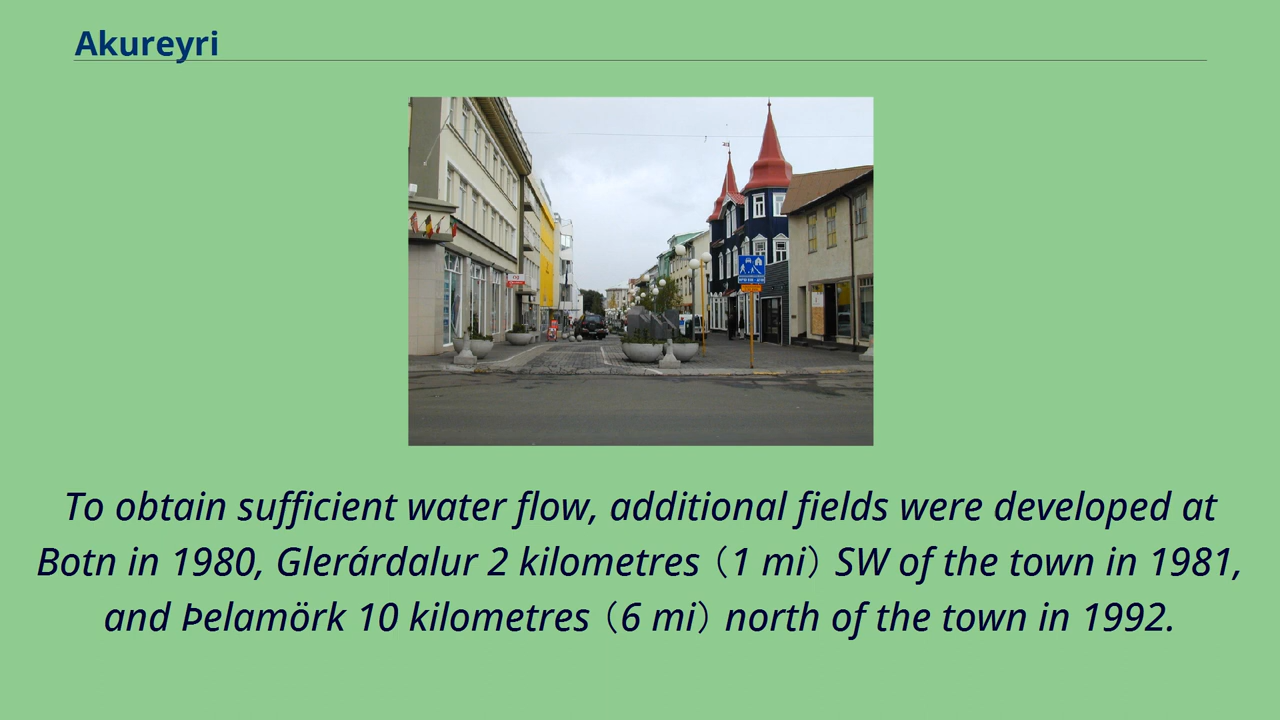 Akureyri
To obtain sufficient water flow, additional fields were developed at
Botn in 1980, Glerárdalur 2 kilometres（1 mi）SW of the town in 1981,
and Þelamörk 10 kilometres（6 mi）north of the town in 1992.